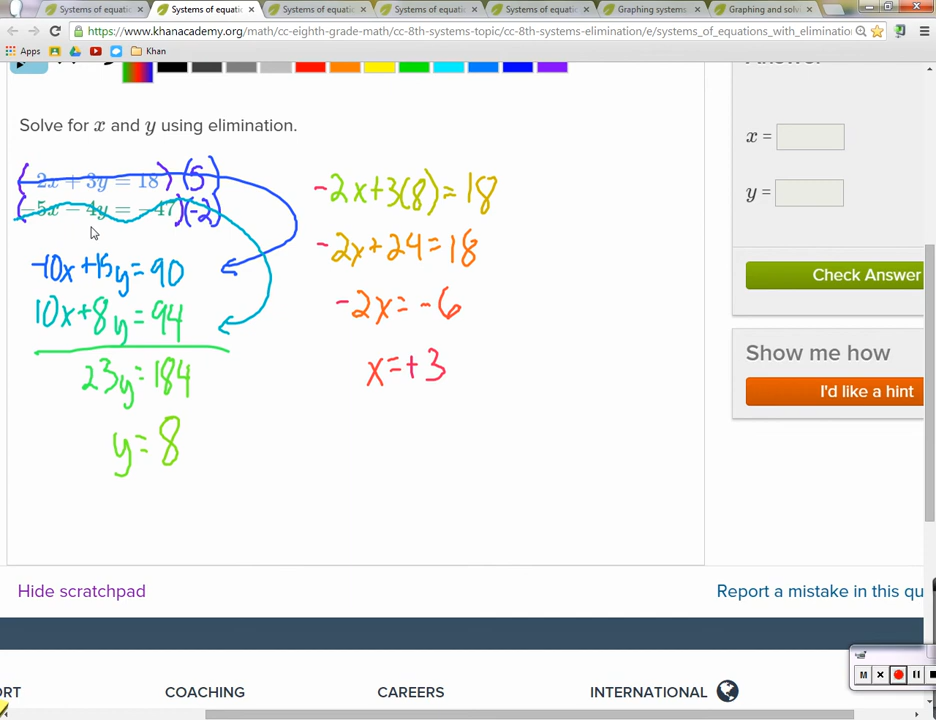 Systems of equatio × Systems of equatio × Systems of equatio × Systems of equatio × Systems of equatio × Graphing systems × Graphing and solvi ×
https://www.khanacademy.org/math/cc-eighth-grade-math/cc-8th-systems-topic/cc-8th-systems-elimination/e/systems_of_equations_with_eliminatio
Apps Khan
Solve for x and y using elimination.
(-2x + 3y = 18)(5)
(-5x - 4y = -47)(-2)
-10x+15y=90
10x+8y=94
23y=184
y=8
-2x+3(8)=18
-2x+24=18
-2x=-6
x=+3
Answer
x =
y =
Check Answer
Show me how
I'd like a hint
Hide scratchpad
Report a mistake in this qu
ORT COACHING CAREERS INTERNATIONAL
M